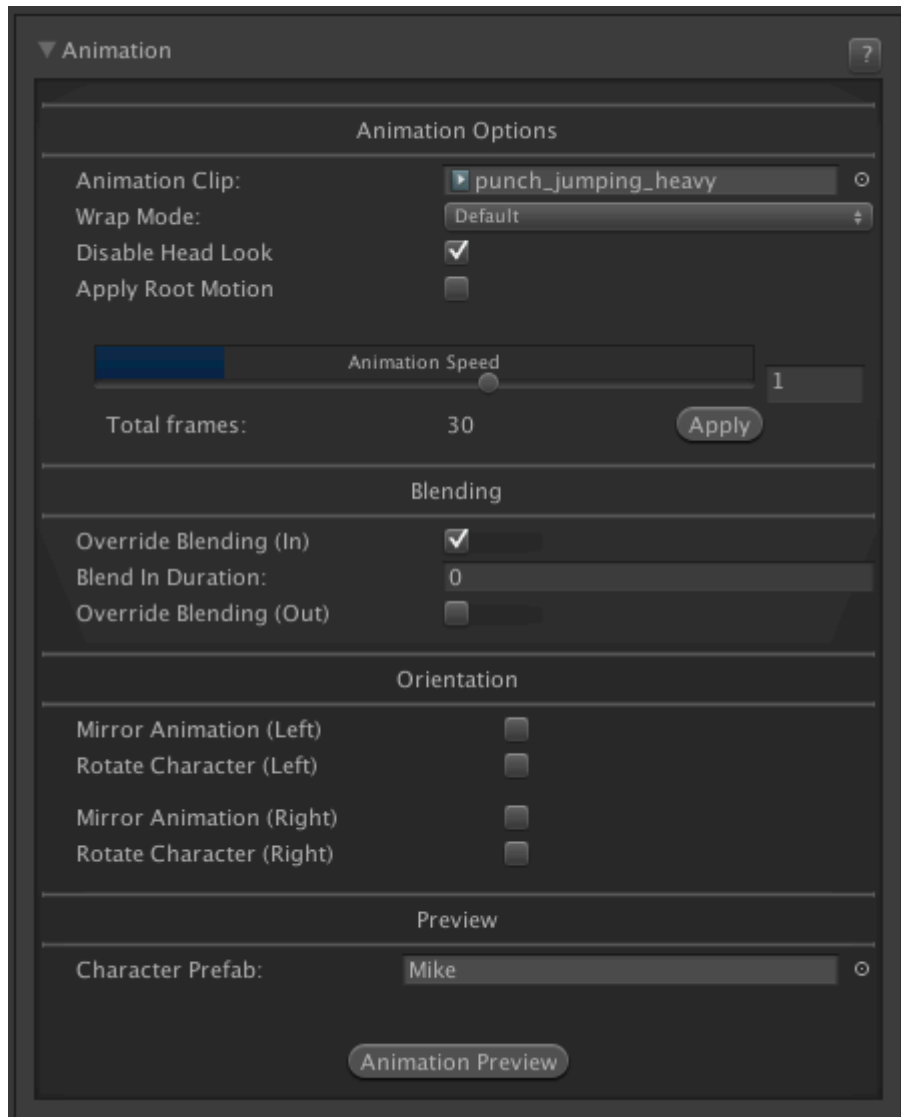 Animation ?
Animation Options
Animation Clip: punch_jumping_heavy
Wrap Mode: Default
Disable Head Look
Apply Root Motion
Animation Speed
1
Total frames: 30 Apply
Blending
Override Blending (In)
Blend In Duration: 0
Override Blending (Out)
Orientation
Mirror Animation (Left)
Rotate Character (Left)
Mirror Animation (Right)
Rotate Character (Right)
Preview
Character Prefab: Mike
Animation Preview